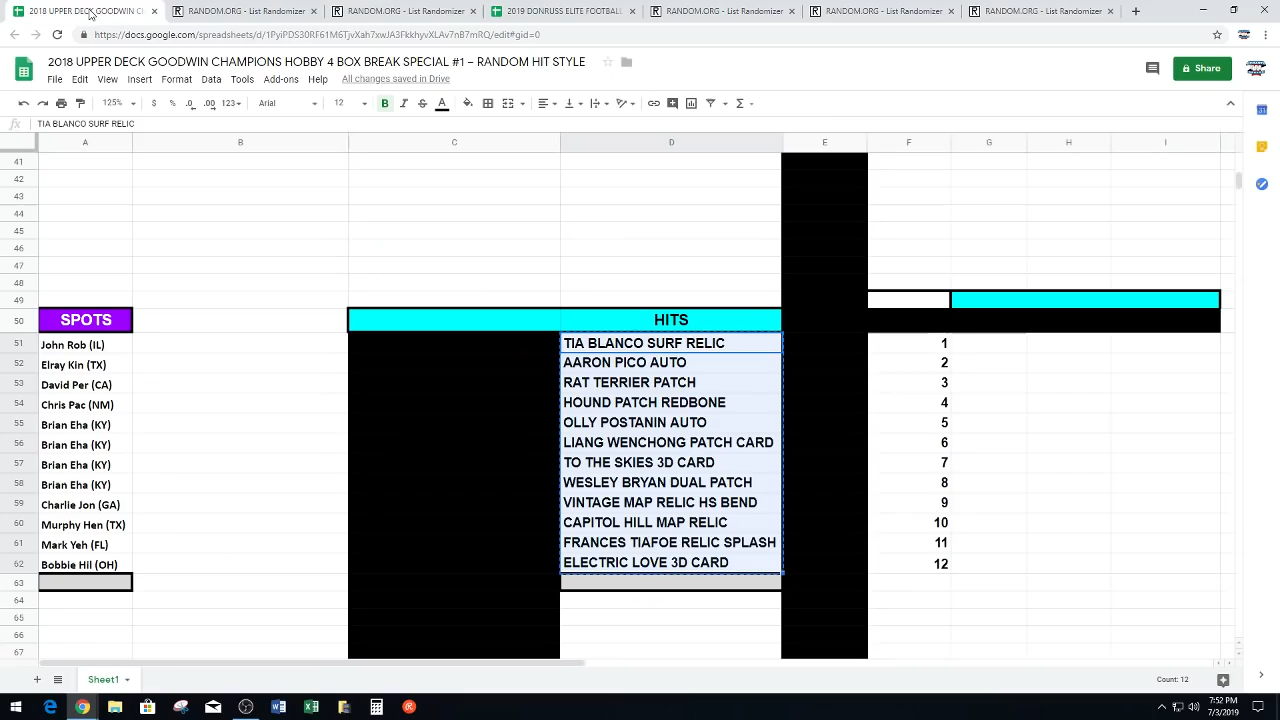 2018 UPPER DECK GOODWIN CH
RANDOM.ORG - List Randomizer
RANDOM.ORG - List Randomizer
2019 DONRUSS ELITE FOOTBALL
RANDOM.ORG - List Randomizer
RANDOM.ORG - List Randomizer
RANDOM.ORG - List Randomizer
https://docs.google.com/spreadsheets/d/1PyiPDS30RF61M6TjvXah7xwJA3FkkhyvXLAv7nB7mRQ/edit#gid=0
2018 UPPER DECK GOODWIN CHAMPIONS HOBBY 4 BOX BREAK SPECIAL #1 – RANDOM HIT STYLE
Share
File Edit View Insert Format Data Tools Add-ons Help All changes saved in Drive
125% $ % .0 .00 123 Arial 12 B I S A
fx TIA BLANCO SURF RELIC
A B C D E F G H I
41
42
43
44
45
46
47
48
49
50 SPOTS HITS
51 John Rob (IL) TIA BLANCO SURF RELIC 1
52 Elray Kin (TX) AARON PICO AUTO 2
53 David Per (CA) RAT TERRIER PATCH 3
54 Chris Pac (NM) HOUND PATCH REDBONE 4
55 Brian Eha (KY) OLLY POSTANIN AUTO 5
56 Brian Eha (KY) LIANG WENCHONG PATCH CARD 6
57 Brian Eha (KY) TO THE SKIES 3D CARD 7
58 Brian Eha (KY) WESLEY BRYAN DUAL PATCH 8
59 Charlie Jon (GA) VINTAGE MAP RELIC HS BEND 9
60 Murphy Hen (TX) CAPITOL HILL MAP RELIC 10
61 Mark Yeh (FL) FRANCES TIAFOE RELIC SPLASH 11
62 Bobbie Hil (OH) ELECTRIC LOVE 3D CARD 12
63
64
65
66
67
Sheet1
Count: 12
7:52 PM
7/3/2019